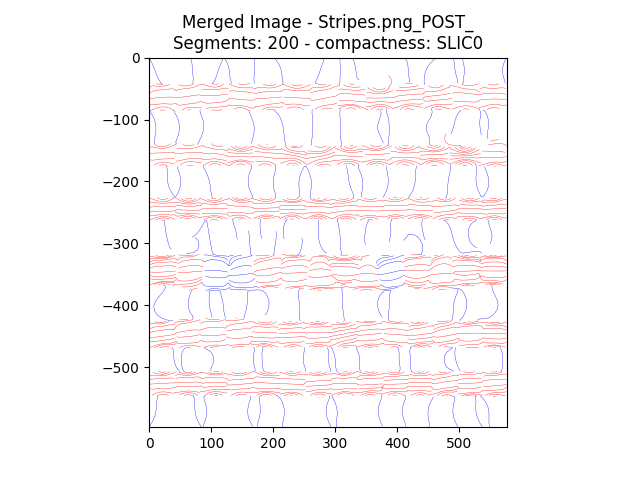 Merged Image - Stripes.png_POST_
Segments: 200 - compactness: SLIC0
0
−100
−200
−300
−400
−500
0 100 200 300 400 500